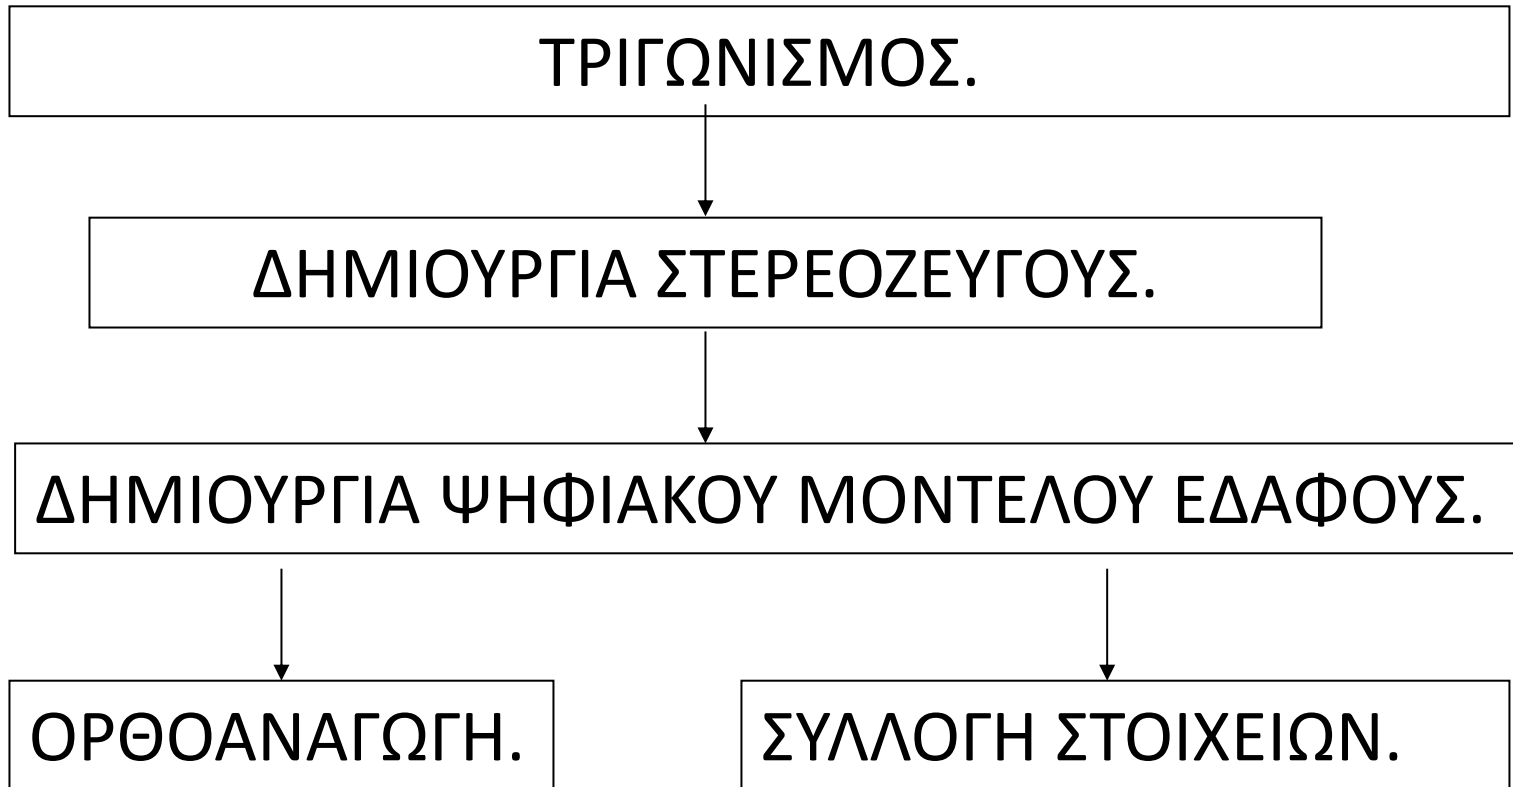 ΤΡΙΓΩΝΙΣΜΟΣ.
ΔΗΜΙΟΥΡΓΙΑ ΣΤΕΡΕΟΖΕΥΓΟΥΣ.
ΔΗΜΙΟΥΡΓΙΑ ΨΗΦΙΑΚΟΥ ΜΟΝΤΕΛΟΥ ΕΔΑΦΟΥΣ.
ΟΡΘΟΑΝΑΓΩΓΗ.
ΣΥΛΛΟΓΗ ΣΤΟΙΧΕΙΩΝ.